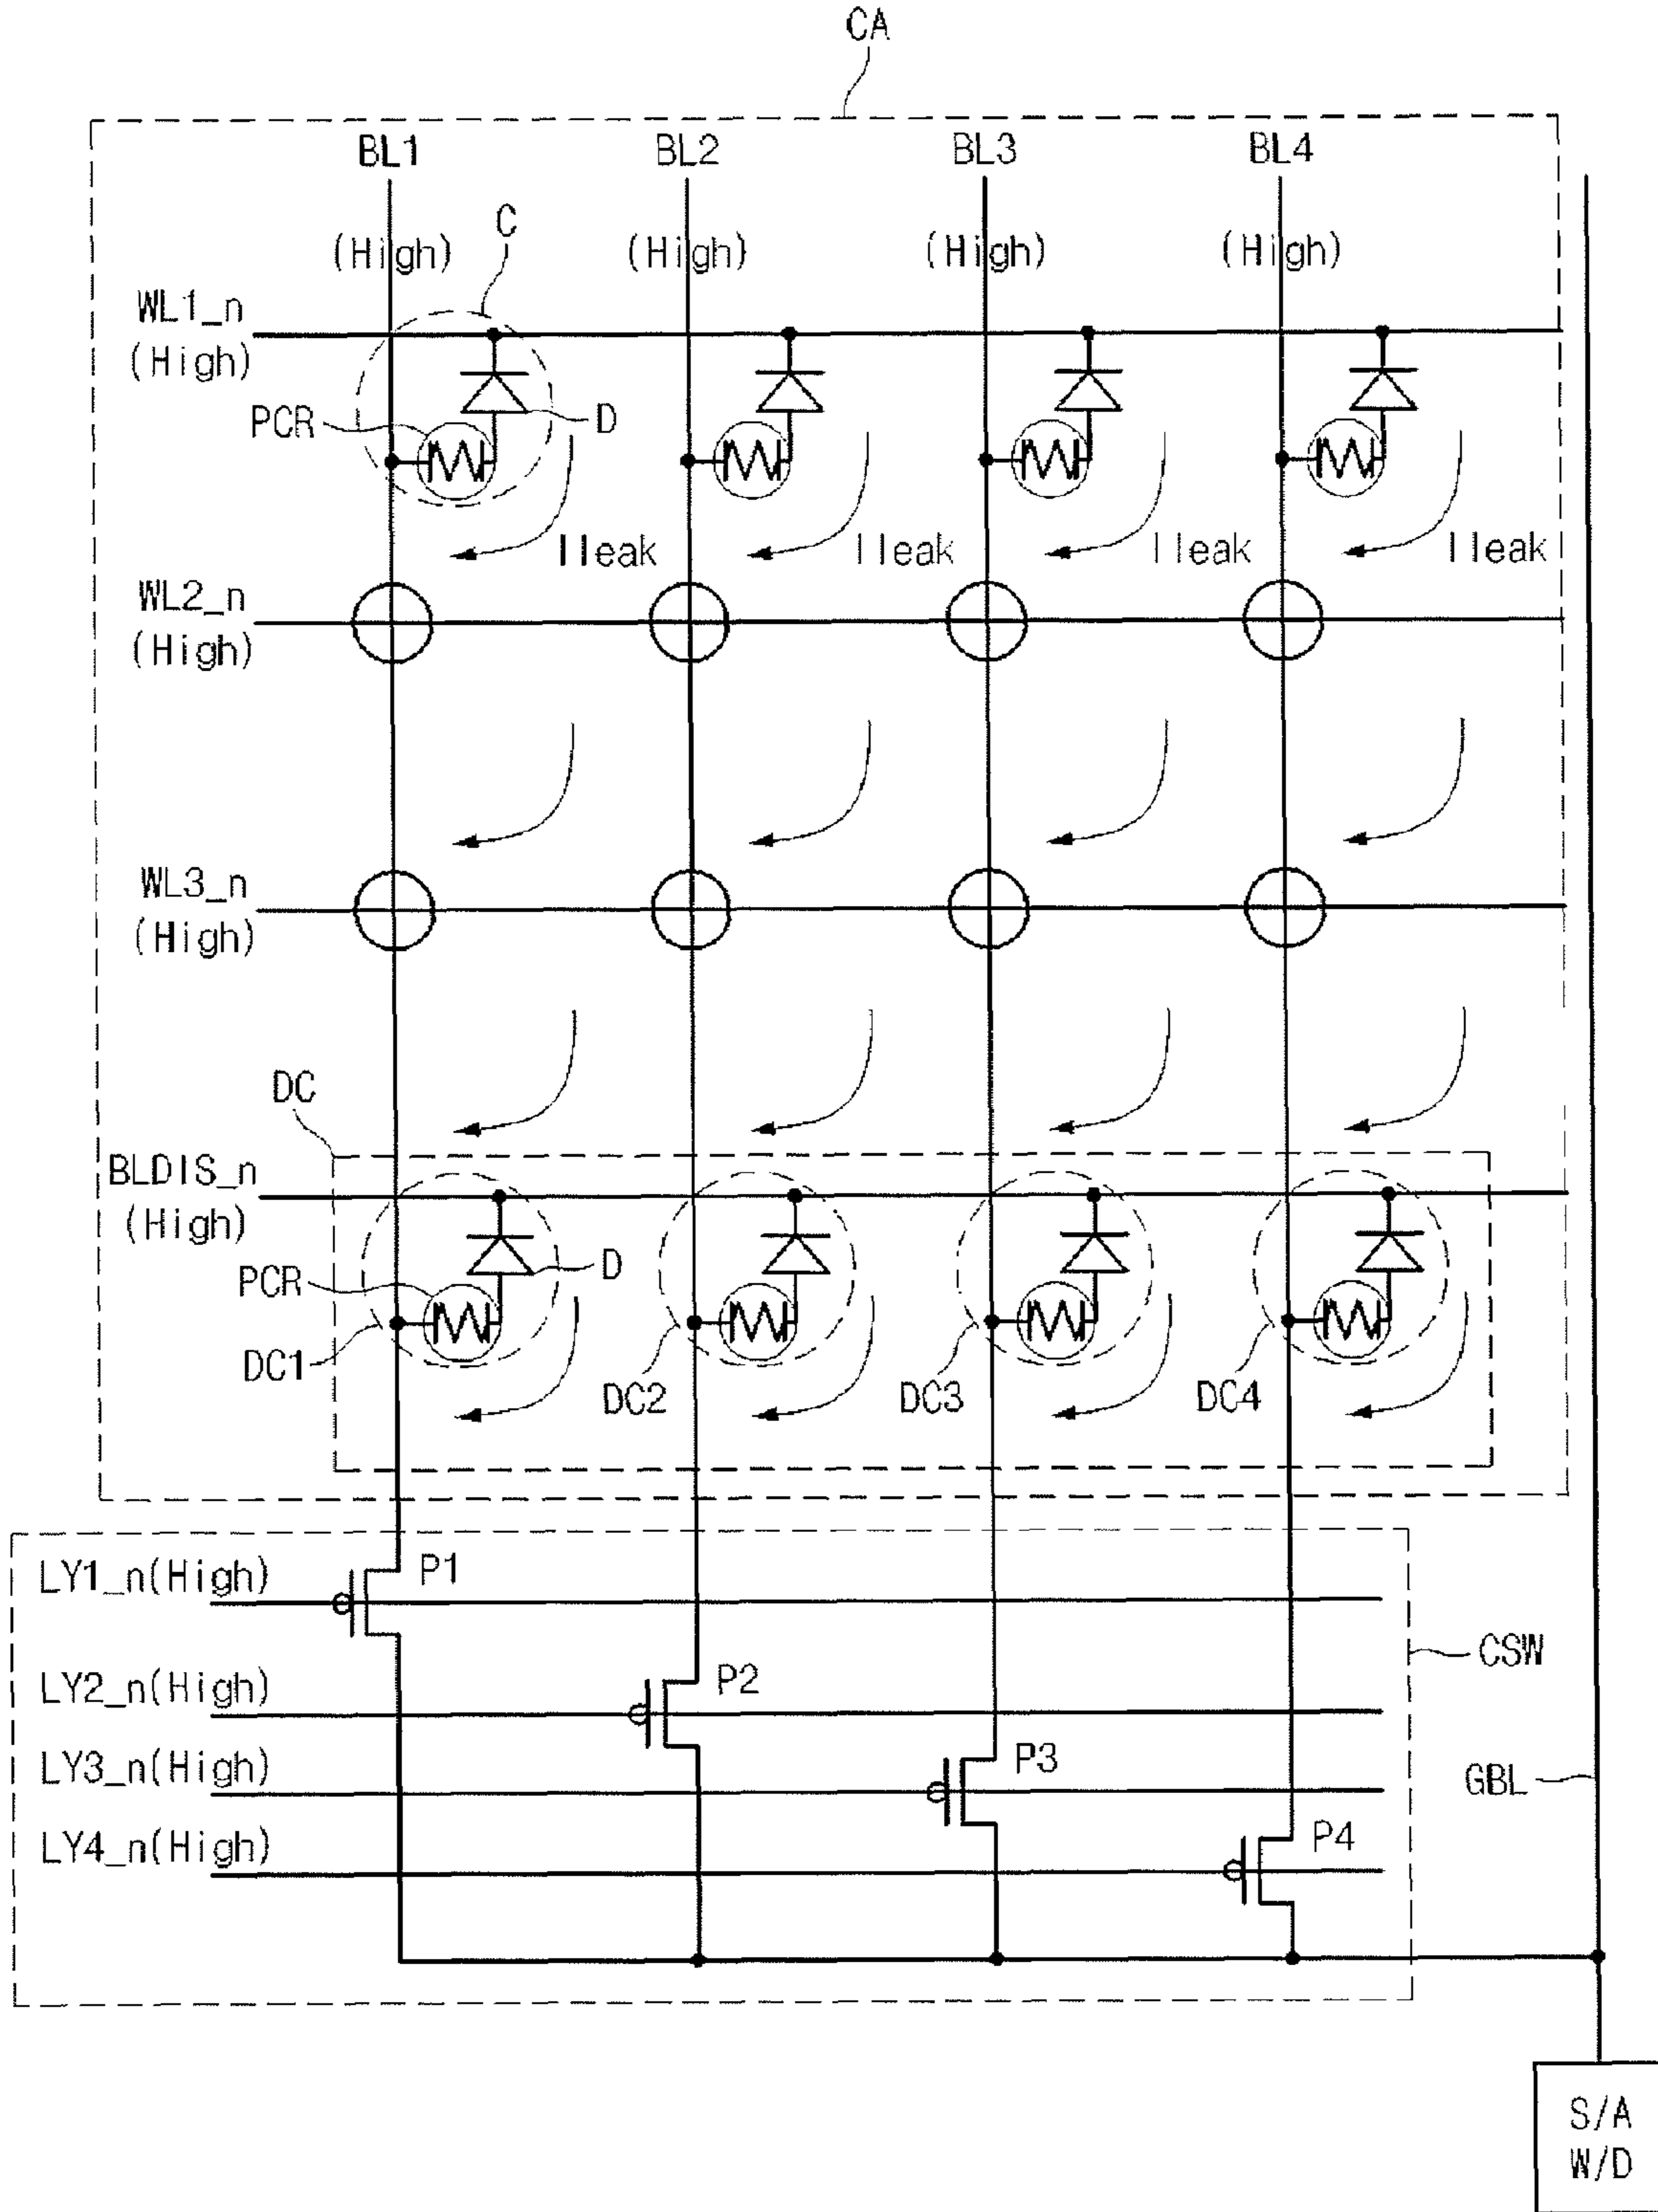 CA
BL1 BL2 BL3 BL4
C
(High) (High) (High) (High)
WL1_n
(High)
PCR D
Ileak Ileak Ileak Ileak
WL2_n
(High)
WL3_n
(High)
DC
BLDIS_n
(High)
PCR D
DC1 DC2 DC3 DC4
LY1_n(High) P1
CSW
LY2_n(High) P2
LY3_n(High) P3
GBL
LY4_n(High) P4
S/A
W/D